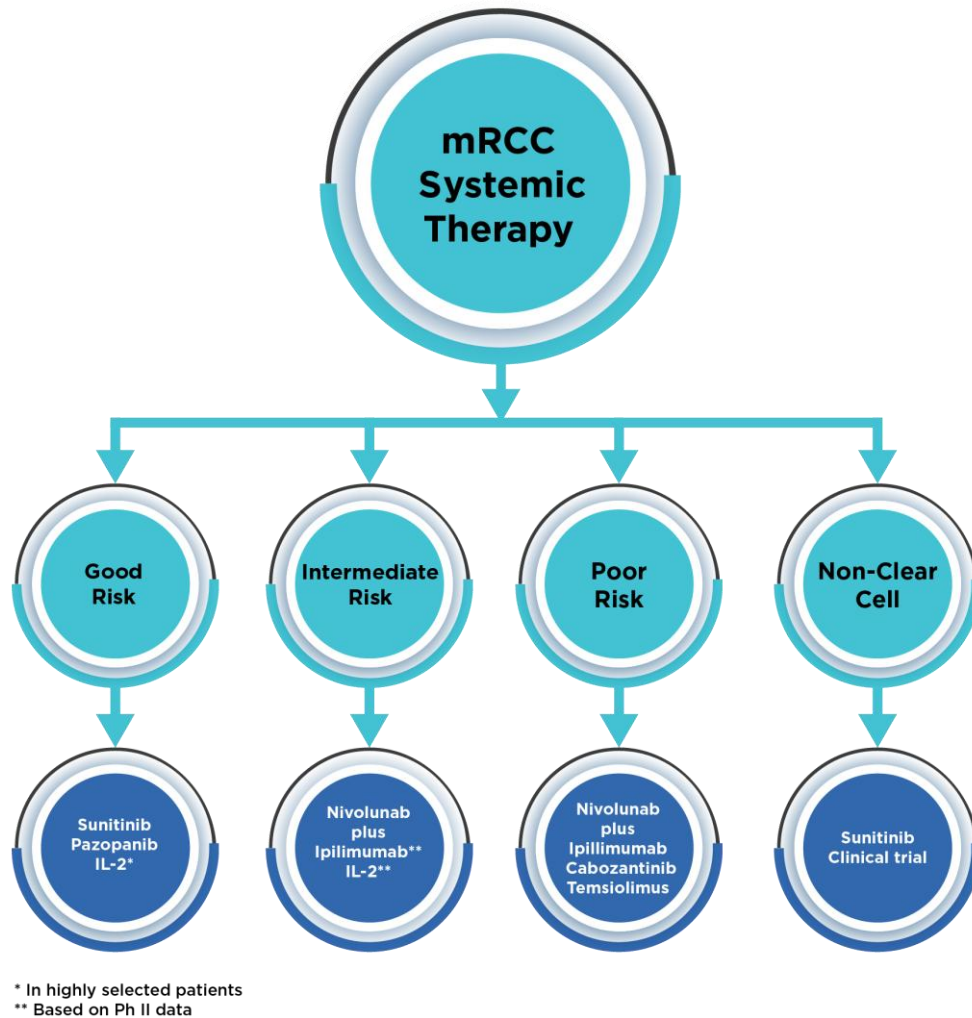 mRCC
Systemic
Therapy
Good
Risk
Intermediate
Risk
Poor
Risk
Non-Clear
Cell
Sunitinib
Pazopanib
IL-2*
Nivolunab
plus
Ipilimumab**
IL-2**
Nivolunab
plus
Ipillimumab
Cabozantinib
Temsiolimus
Sunitinib
Clinical trial
* In highly selected patients
** Based on Ph II data